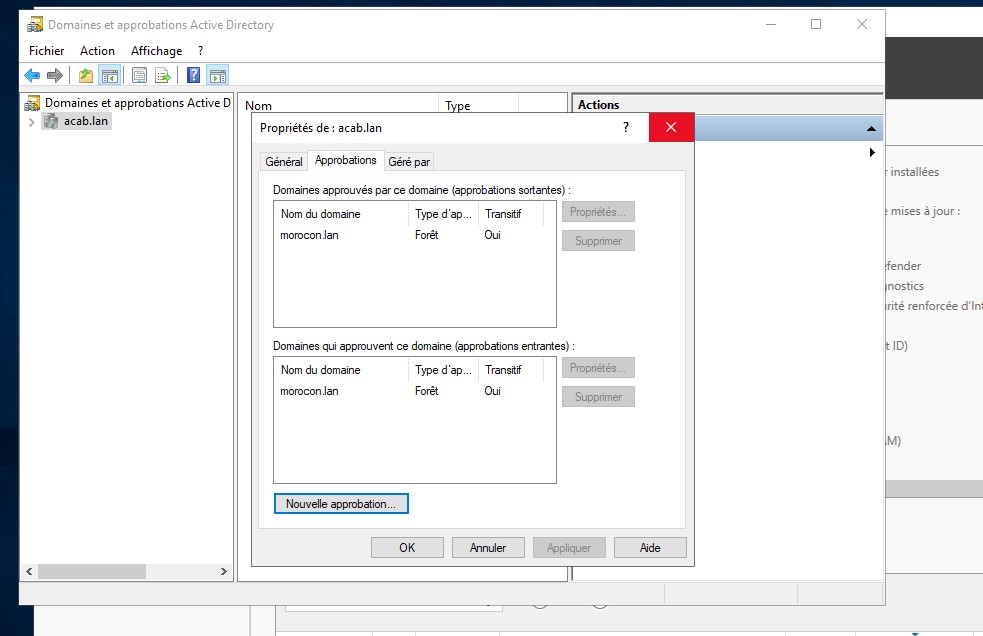 Domaines et approbations Active Directory
Fichier Action Affichage ?
Domaines et approbations Active D
acab.lan
Nom Type
Actions
Propriétés de : acab.lan ?
Général Approbations Géré par
Domaines approuvés par ce domaine (approbations sortantes) :
Nom du domaine Type d'ap... Transitif
morocon.lan Forêt Oui
Propriétés...
Supprimer
Domaines qui approuvent ce domaine (approbations entrantes) :
Nom du domaine Type d'ap... Transitif
morocon.lan Forêt Oui
Propriétés...
Supprimer
Nouvelle approbation...
OK Annuler Appliquer Aide
installées
mises à jour :
efender
gnostics
urité renforcée d'Int
t ID)
AM)